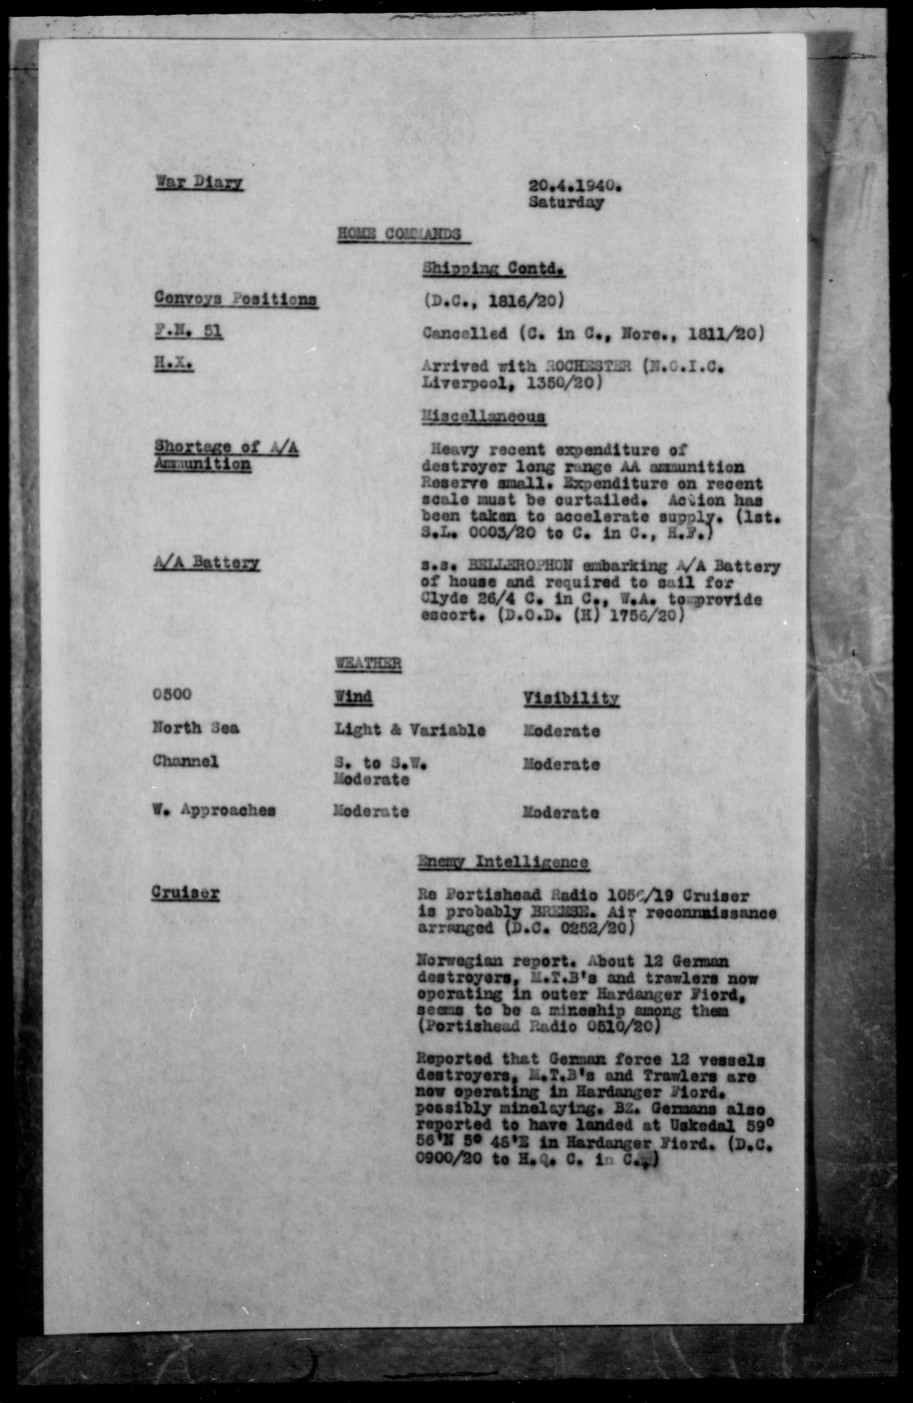 War Diary
20.4.1940.
Saturday
HOME COMMANDS
Shipping Contd.
Convoys Positions
(D.C., 1816/20)
F.N. 51
Cancelled (C. in C., Nore., 1811/20)
H.X.
Arrived with ROCHESTER (N.O.I.C.
Liverpool, 1350/20)
Miscellaneous
Shortage of A/A
Ammunition
Heavy recent expenditure of
destroyer long range AA ammunition
Reserve small. Expenditure on recent
scale must be curtailed. Action has
been taken to accelerate supply. (1st.
S.L. 0003/20 to C. in C., H.F.)
A/A Battery
s.s. BELLEROPHON embarking A/A Battery
of house and required to sail for
Clyde 26/4 C. in C., W.A. to provide
escort. (D.O.D. (H) 1756/20)
WEATHER
0500
Wind
Visibility
North Sea
Light & Variable
Moderate
Channel
S. to S.W.
Moderate
Moderate
W. Approaches
Moderate
Moderate
Enemy Intelligence
Cruiser
Re Portishead Radio /19 Cruiser
is probably BREMSE. Air reconnaissance
arranged (D.C. 0252/20)
Norwegian report. About 12 German
destroyers, M.T.B's and trawlers now
operating in outer Hardanger Fiord,
seems to be a mineship among them
(Portishead Radio 0510/20)
Reported that German force 12 vessels
destroyers, M.T.B's and Trawlers are
now operating in Hardanger Fiord.
possibly minelaying. BZ. Germans also
reported to have landed at Uskedal 59°
56'N 5° 45'E in Hardanger Fiord. (D.C.
0900/20 to H.Q. C. in C.,)